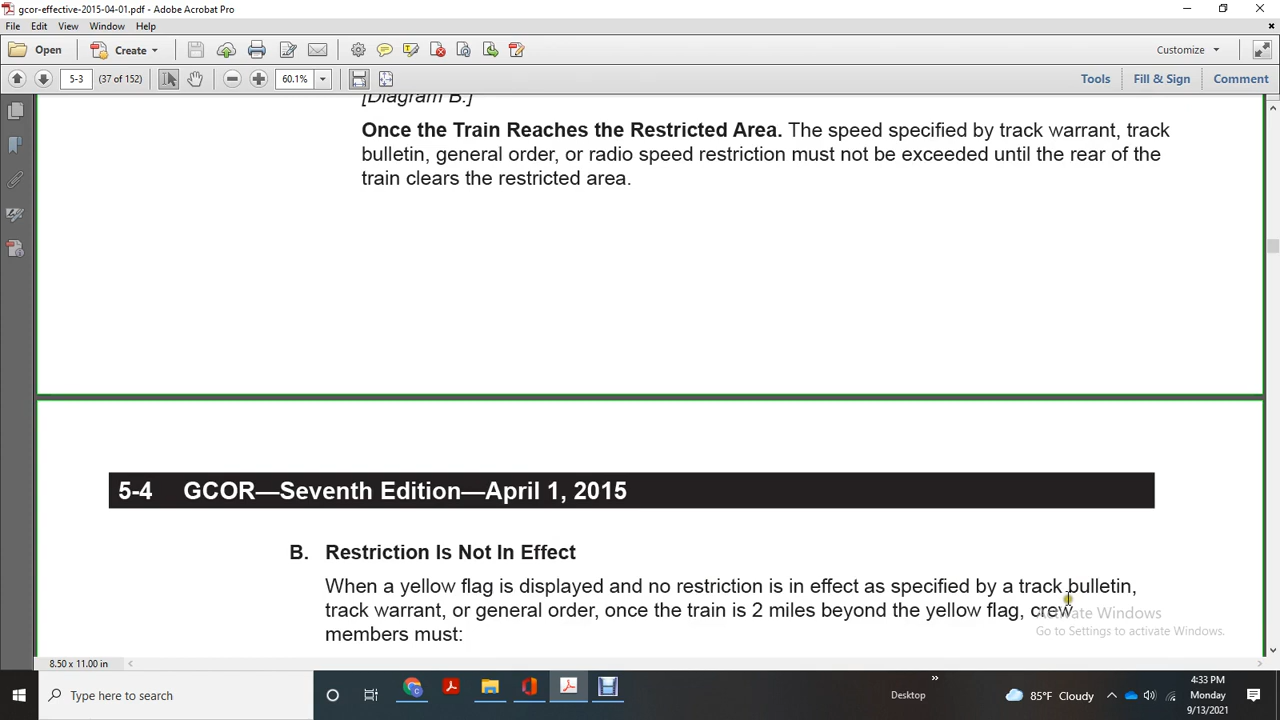 gcor-effective-2015-04-01.pdf - Adobe Acrobat Pro
File Edit View Window Help
Open Create Customize
5-3 (37 of 152) 60.1% Tools Fill & Sign Comment
[Diagram B.]
Once the Train Reaches the Restricted Area. The speed specified by track warrant, track
bulletin, general order, or radio speed restriction must not be exceeded until the rear of the
train clears the restricted area.
5-4 GCOR—Seventh Edition—April 1, 2015
B. Restriction Is Not In Effect
When a yellow flag is displayed and no restriction is in effect as specified by a track bulletin,
track warrant, or general order, once the train is 2 miles beyond the yellow flag, crew
members must:
Activate Windows
Go to Settings to activate Windows.
8.50 x 11.00 in
Type here to search
Desktop
85°F Cloudy
4:33 PM
Monday
9/13/2021